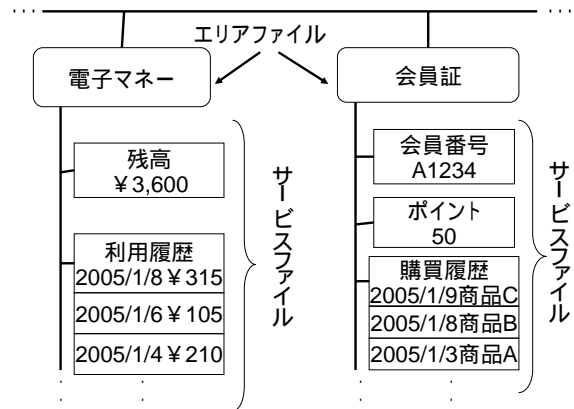 エリアファイル
電子マネー
会員証
残高
￥3,600
利用履歴
2005/1/8￥315
2005/1/6￥105
2005/1/4￥210
サービスファイル
会員番号
A1234
ポイント
50
購買履歴
2005/1/9商品C
2005/1/8商品B
2005/1/3商品A
サービスファイル